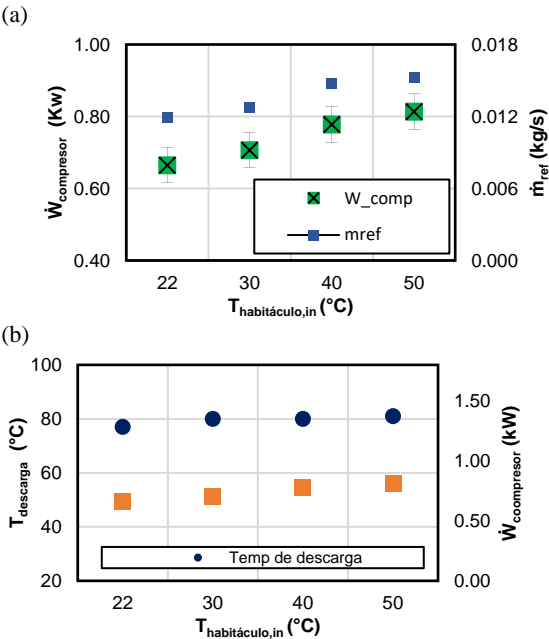 (a)
1.00
0.80
0.60
0.40
Ẇcompresor (Kw)
0.018
0.012
0.006
0.000
ṁref (kg/s)
W_comp
mref
22 30 40 50
Thabitáculo,in (°C)
(b)
100
80
60
40
20
Tdescarga (°C)
1.50
1.00
0.50
0.00
Ẇcoompresor (kW)
Temp de descarga
22 30 40 50
Thabitáculo,in (°C)